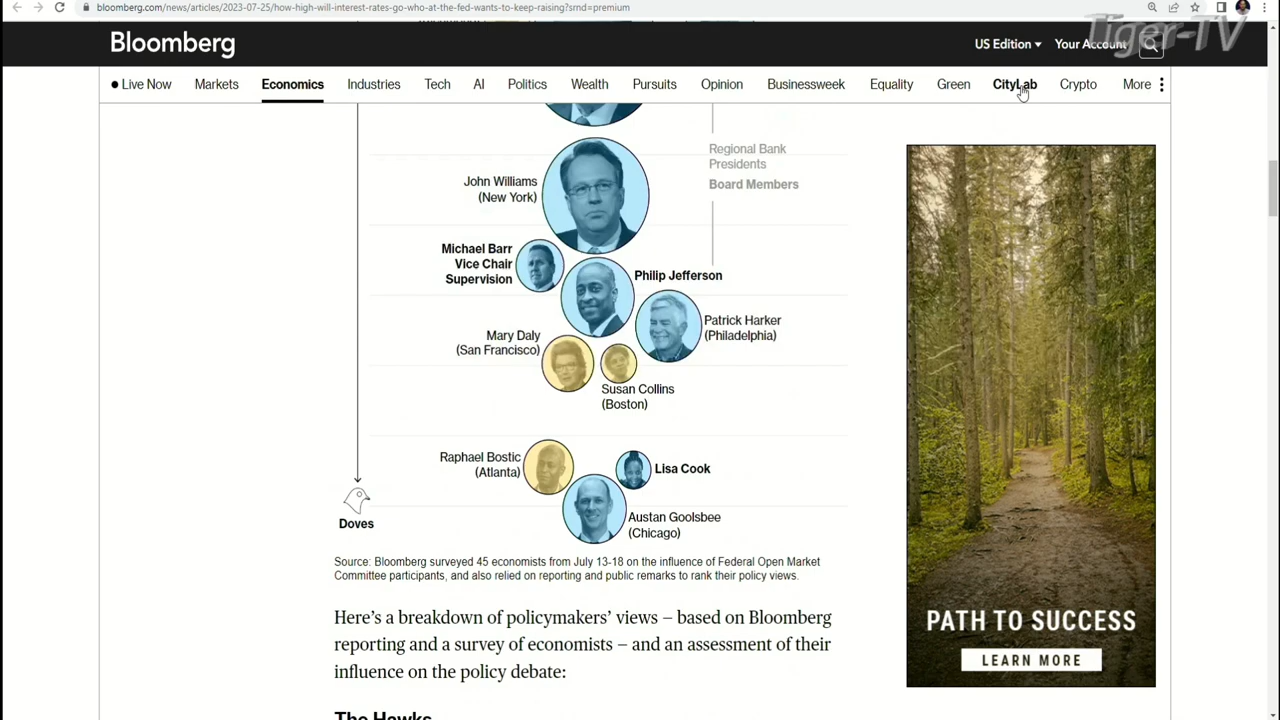 bloomberg.com/news/articles/2023-07-25/how-high-will-interest-rates-go-who-at-the-fed-wants-to-keep-raising?srnd=premium
Tiger-TV
Bloomberg
US Edition
Your Account
Live Now
Markets
Economics
Industries
Tech
AI
Politics
Wealth
Pursuits
Opinion
Businessweek
Equality
Green
CityLab
Crypto
More
Regional Bank
Presidents
Board Members
John Williams
(New York)
Michael Barr
Vice Chair
Supervision
Philip Jefferson
Patrick Harker
(Philadelphia)
Mary Daly
(San Francisco)
Susan Collins
(Boston)
Raphael Bostic
(Atlanta)
Lisa Cook
Austan Goolsbee
(Chicago)
Doves
Source: Bloomberg surveyed 45 economists from July 13-18 on the influence of Federal Open Market
Committee participants, and also relied on reporting and public remarks to rank their policy views.
Here’s a breakdown of policymakers’ views – based on Bloomberg
reporting and a survey of economists – and an assessment of their
influence on the policy debate:
The Hawks
PATH TO SUCCESS
LEARN MORE